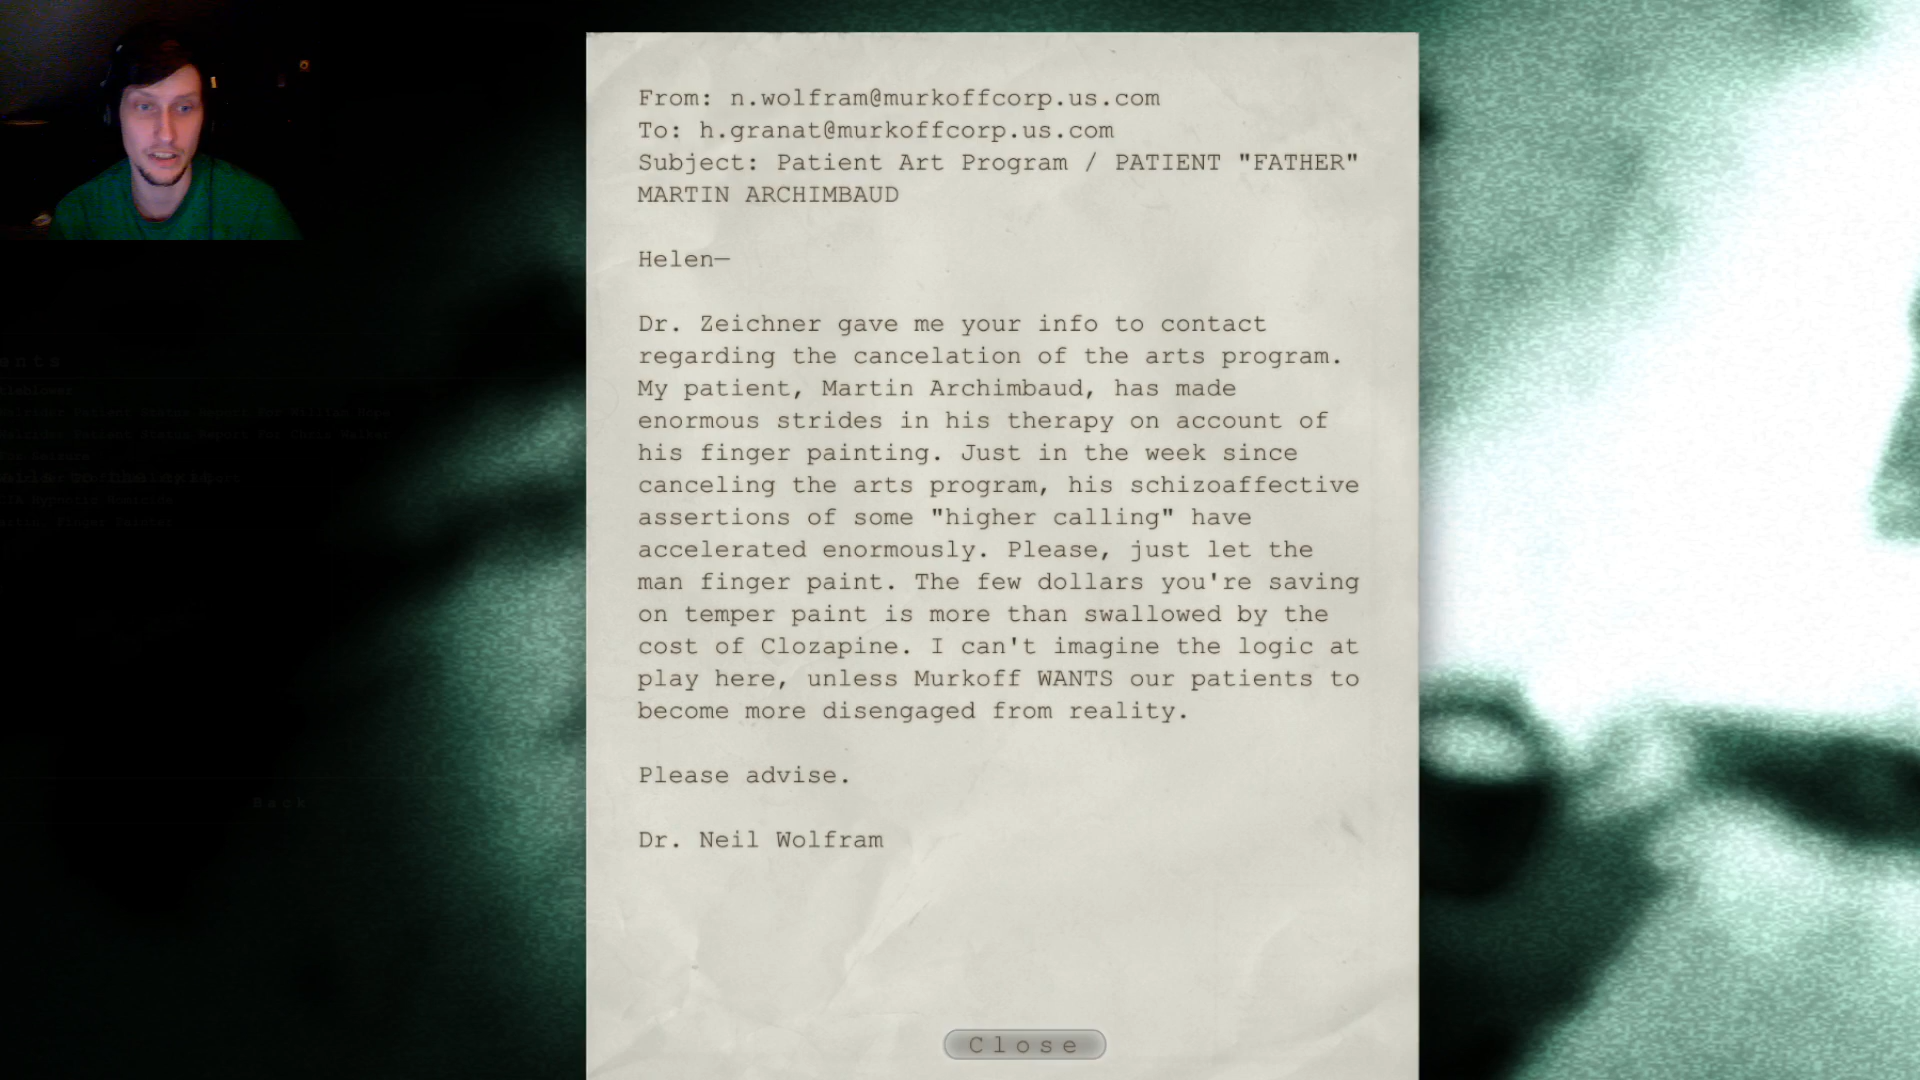 From: n.wolfram@murkoffcorp.us.com
To: h.granat@murkoffcorp.us.com
Subject: Patient Art Program / PATIENT "FATHER"
MARTIN ARCHIMBAUD
Helen—
Dr. Zeichner gave me your info to contact
regarding the cancelation of the arts program.
My patient, Martin Archimbaud, has made
enormous strides in his therapy on account of
his finger painting. Just in the week since
canceling the arts program, his schizoaffective
assertions of some "higher calling" have
accelerated enormously. Please, just let the
man finger paint. The few dollars you're saving
on temper paint is more than swallowed by the
cost of Clozapine. I can't imagine the logic at
play here, unless Murkoff WANTS our patients to
become more disengaged from reality.
Please advise.
Dr. Neil Wolfram
Close
ents
Back